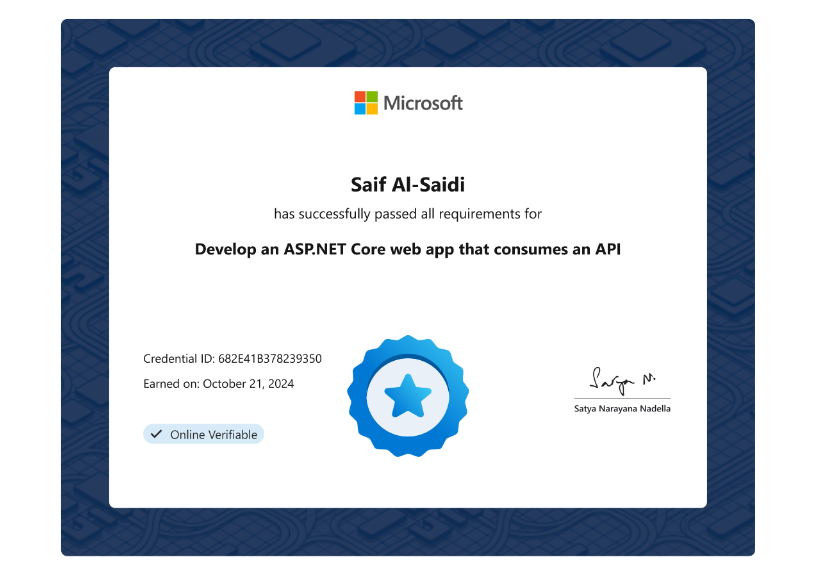 Microsoft
Saif Al-Saidi
has successfully passed all requirements for
Develop an ASP.NET Core web app that consumes an API
Credential ID: 682E41B378239350
Earned on: October 21, 2024
Online Verifiable
Satya N.
Satya Narayana Nadella